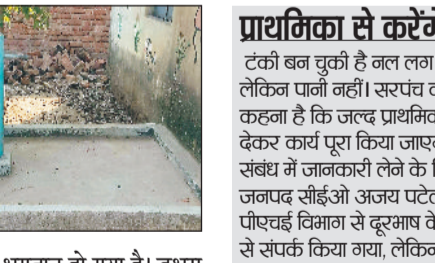 प्राथमिका से करेंगे
टंकी बन चुकी है नल लग
लेकिन पानी नहीं। सरपंच
कहना है कि जल्द प्राथमिक
देकर कार्य पूरा किया जाए
संबंध में जानकारी लेने के
जनपद सीईओ अजय पटेल
पीएचई विभाग से दूरभाष के
से संपर्क किया गया, लेकिन
हो गया है।